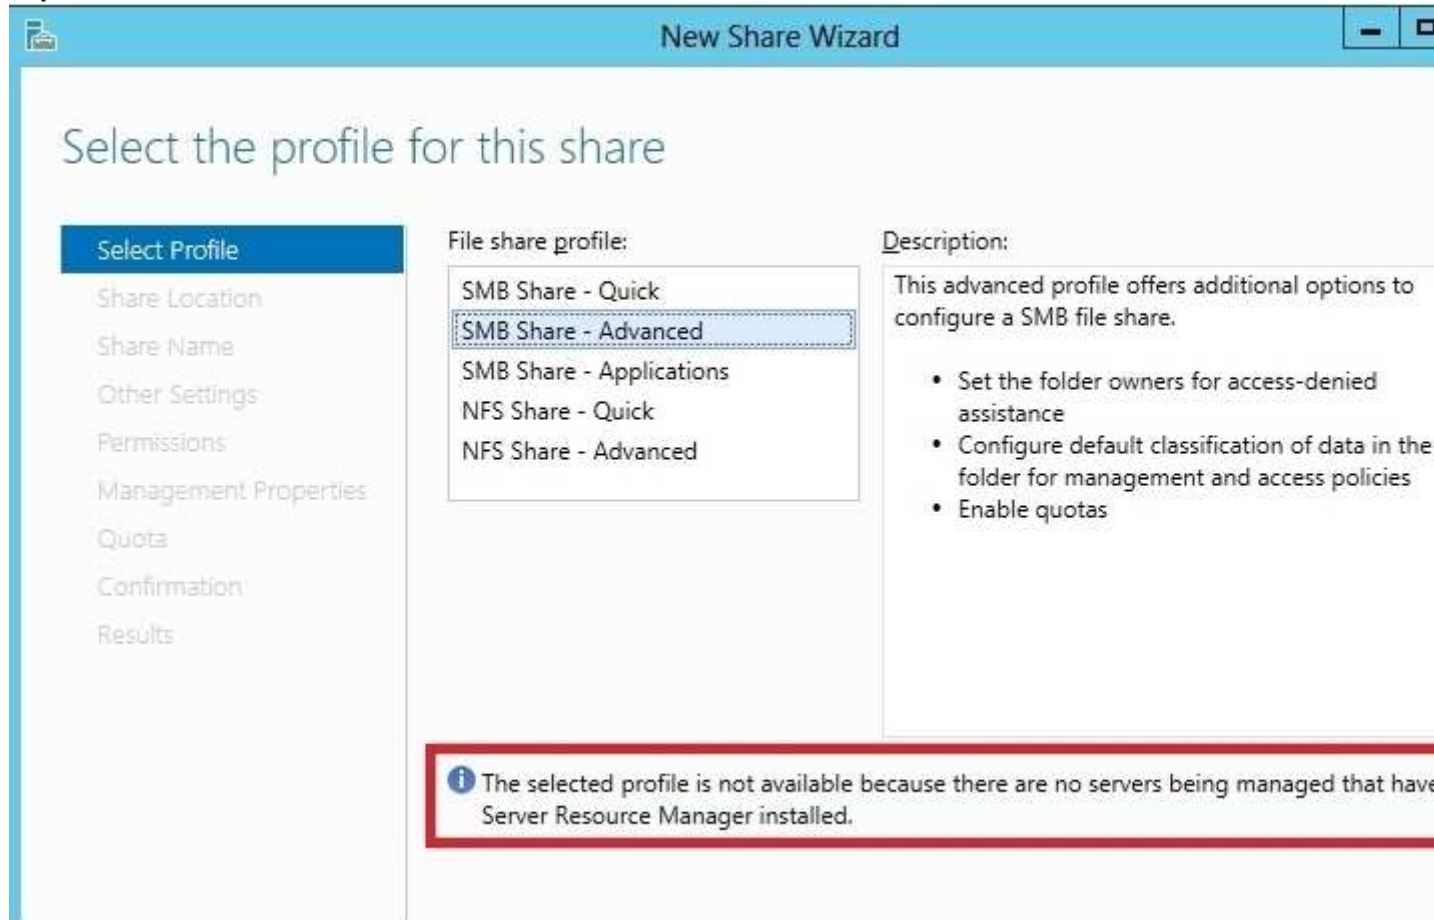 New Share Wizard
Select the profile for this share
Select Profile
Share Location
Share Name
Other Settings
Permissions
Management Properties
Quota
Confirmation
Results
File share profile:
SMB Share - Quick
SMB Share - Advanced
SMB Share - Applications
NFS Share - Quick
NFS Share - Advanced
Description:
This advanced profile offers additional options to
configure a SMB file share.
• Set the folder owners for access-denied
assistance
• Configure default classification of data in the
folder for management and access policies
• Enable quotas
The selected profile is not available because there are no servers being managed that have
Server Resource Manager installed.